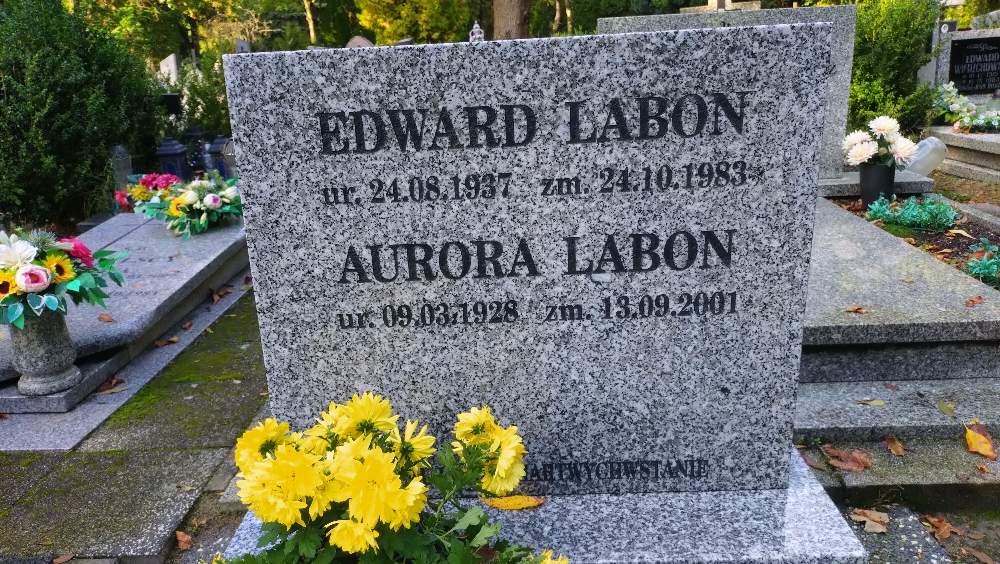 EDWARD LABON
ur. 24.08.1937 zm. 24.10.1983
AURORA LABON
ur. 09.03.1928 zm. 13.09.2001
EDWARD